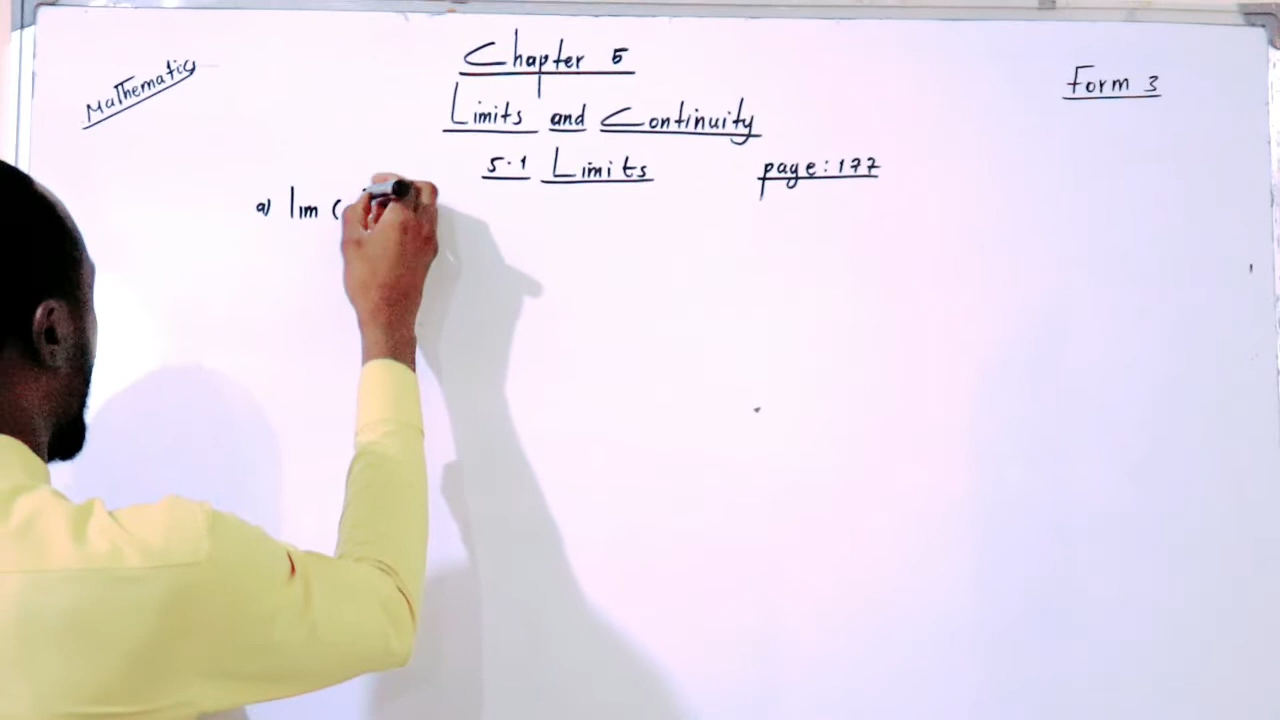 Mathematics
Chapter 5
Form 3
Limits and Continuity
5.1 Limits
page: 177
a) lim (